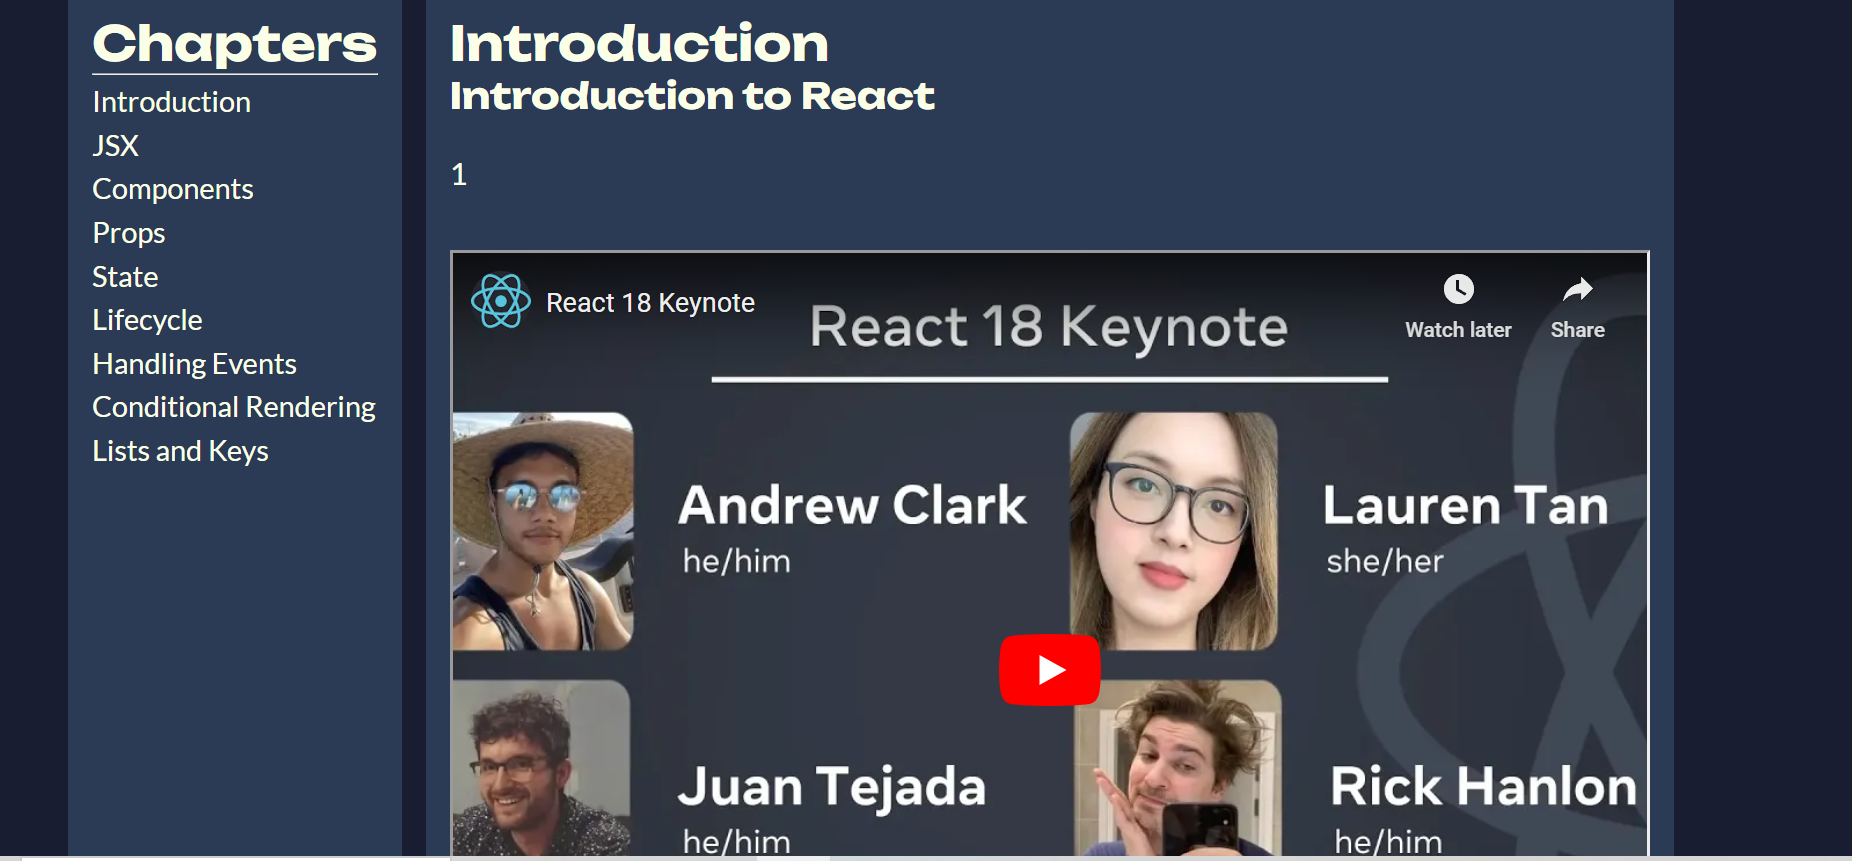 Chapters
Introduction
JSX
Components
Props
State
Lifecycle
Handling Events
Conditional Rendering
Lists and Keys
Introduction
Introduction to React
1
React 18 Keynote
Watch later
Share
React 18 Keynote
Andrew Clark
he/him
Lauren Tan
she/her
Juan Tejada
he/him
Rick Hanlon
he/him